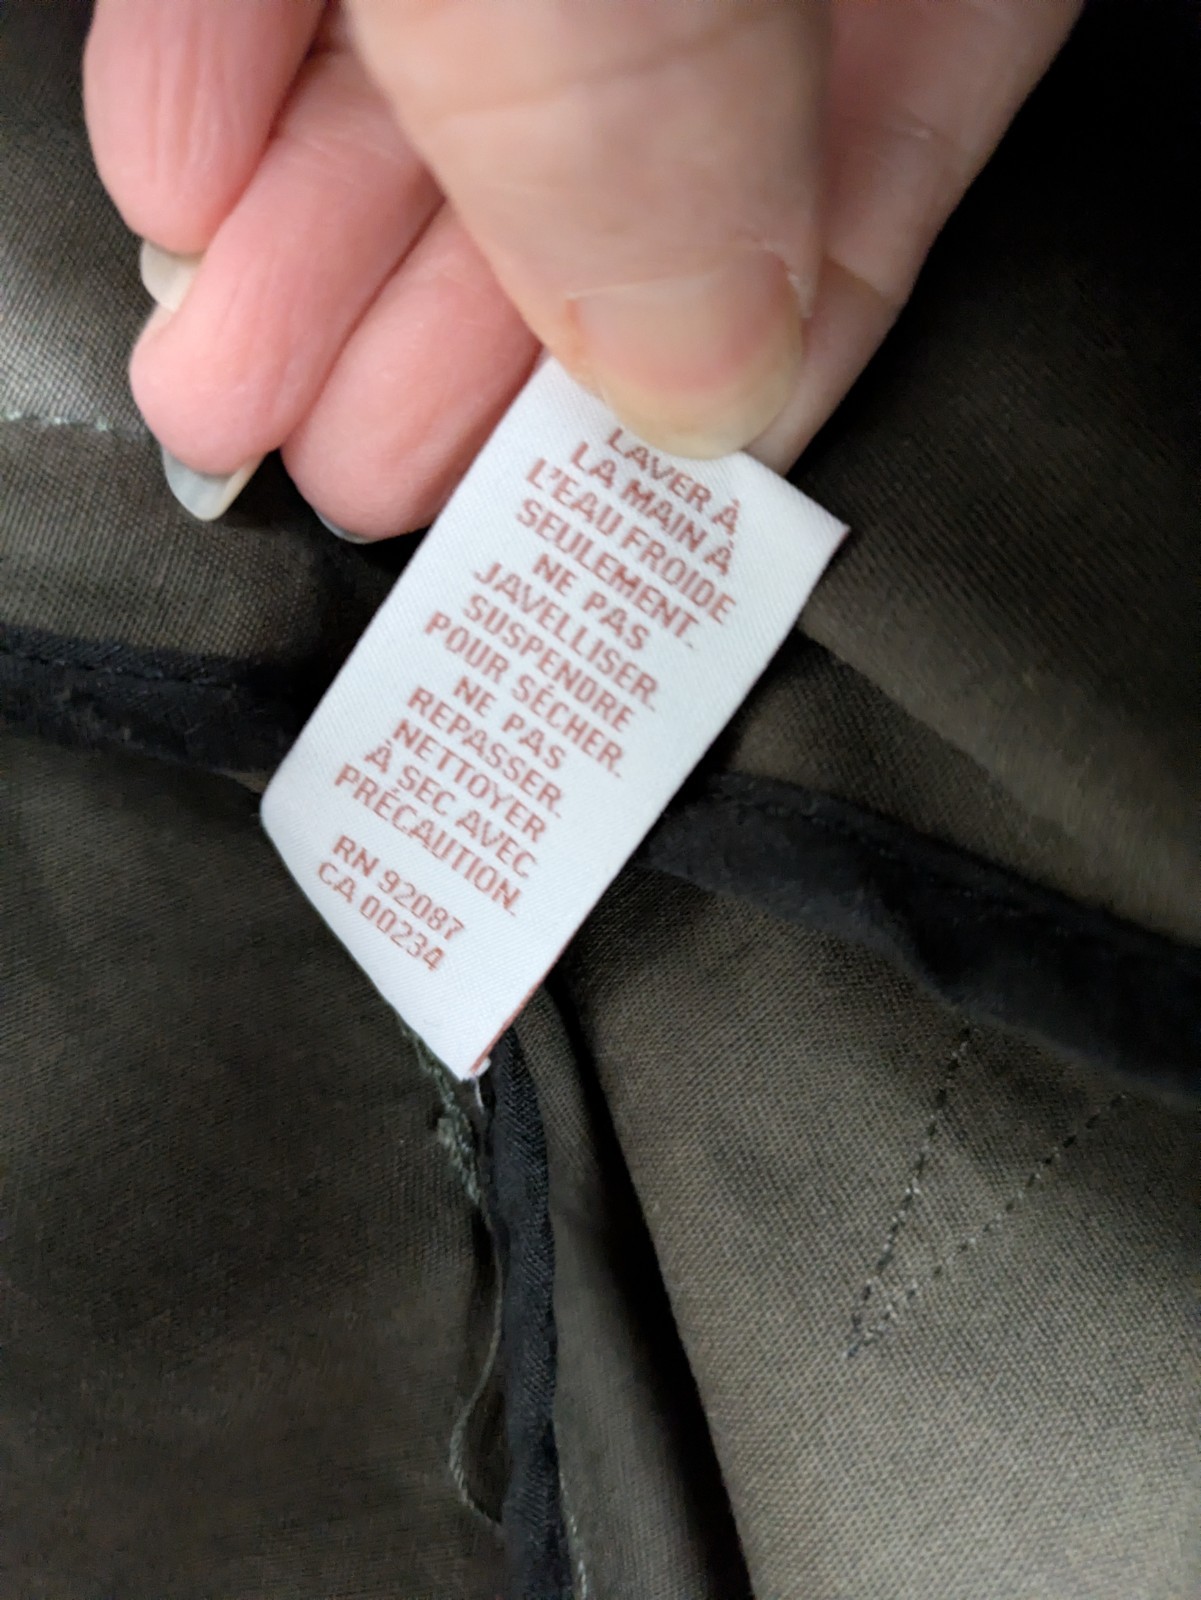 LAVER À
LA MAIN À
L'EAU FROIDE
SEULEMENT.
NE PAS
JAVELLISER.
SUSPENDRE
POUR SÉCHER.
NE PAS
REPASSER.
NETTOYER
À SEC AVEC
PRÉCAUTION.
RN 92087
CA 00234